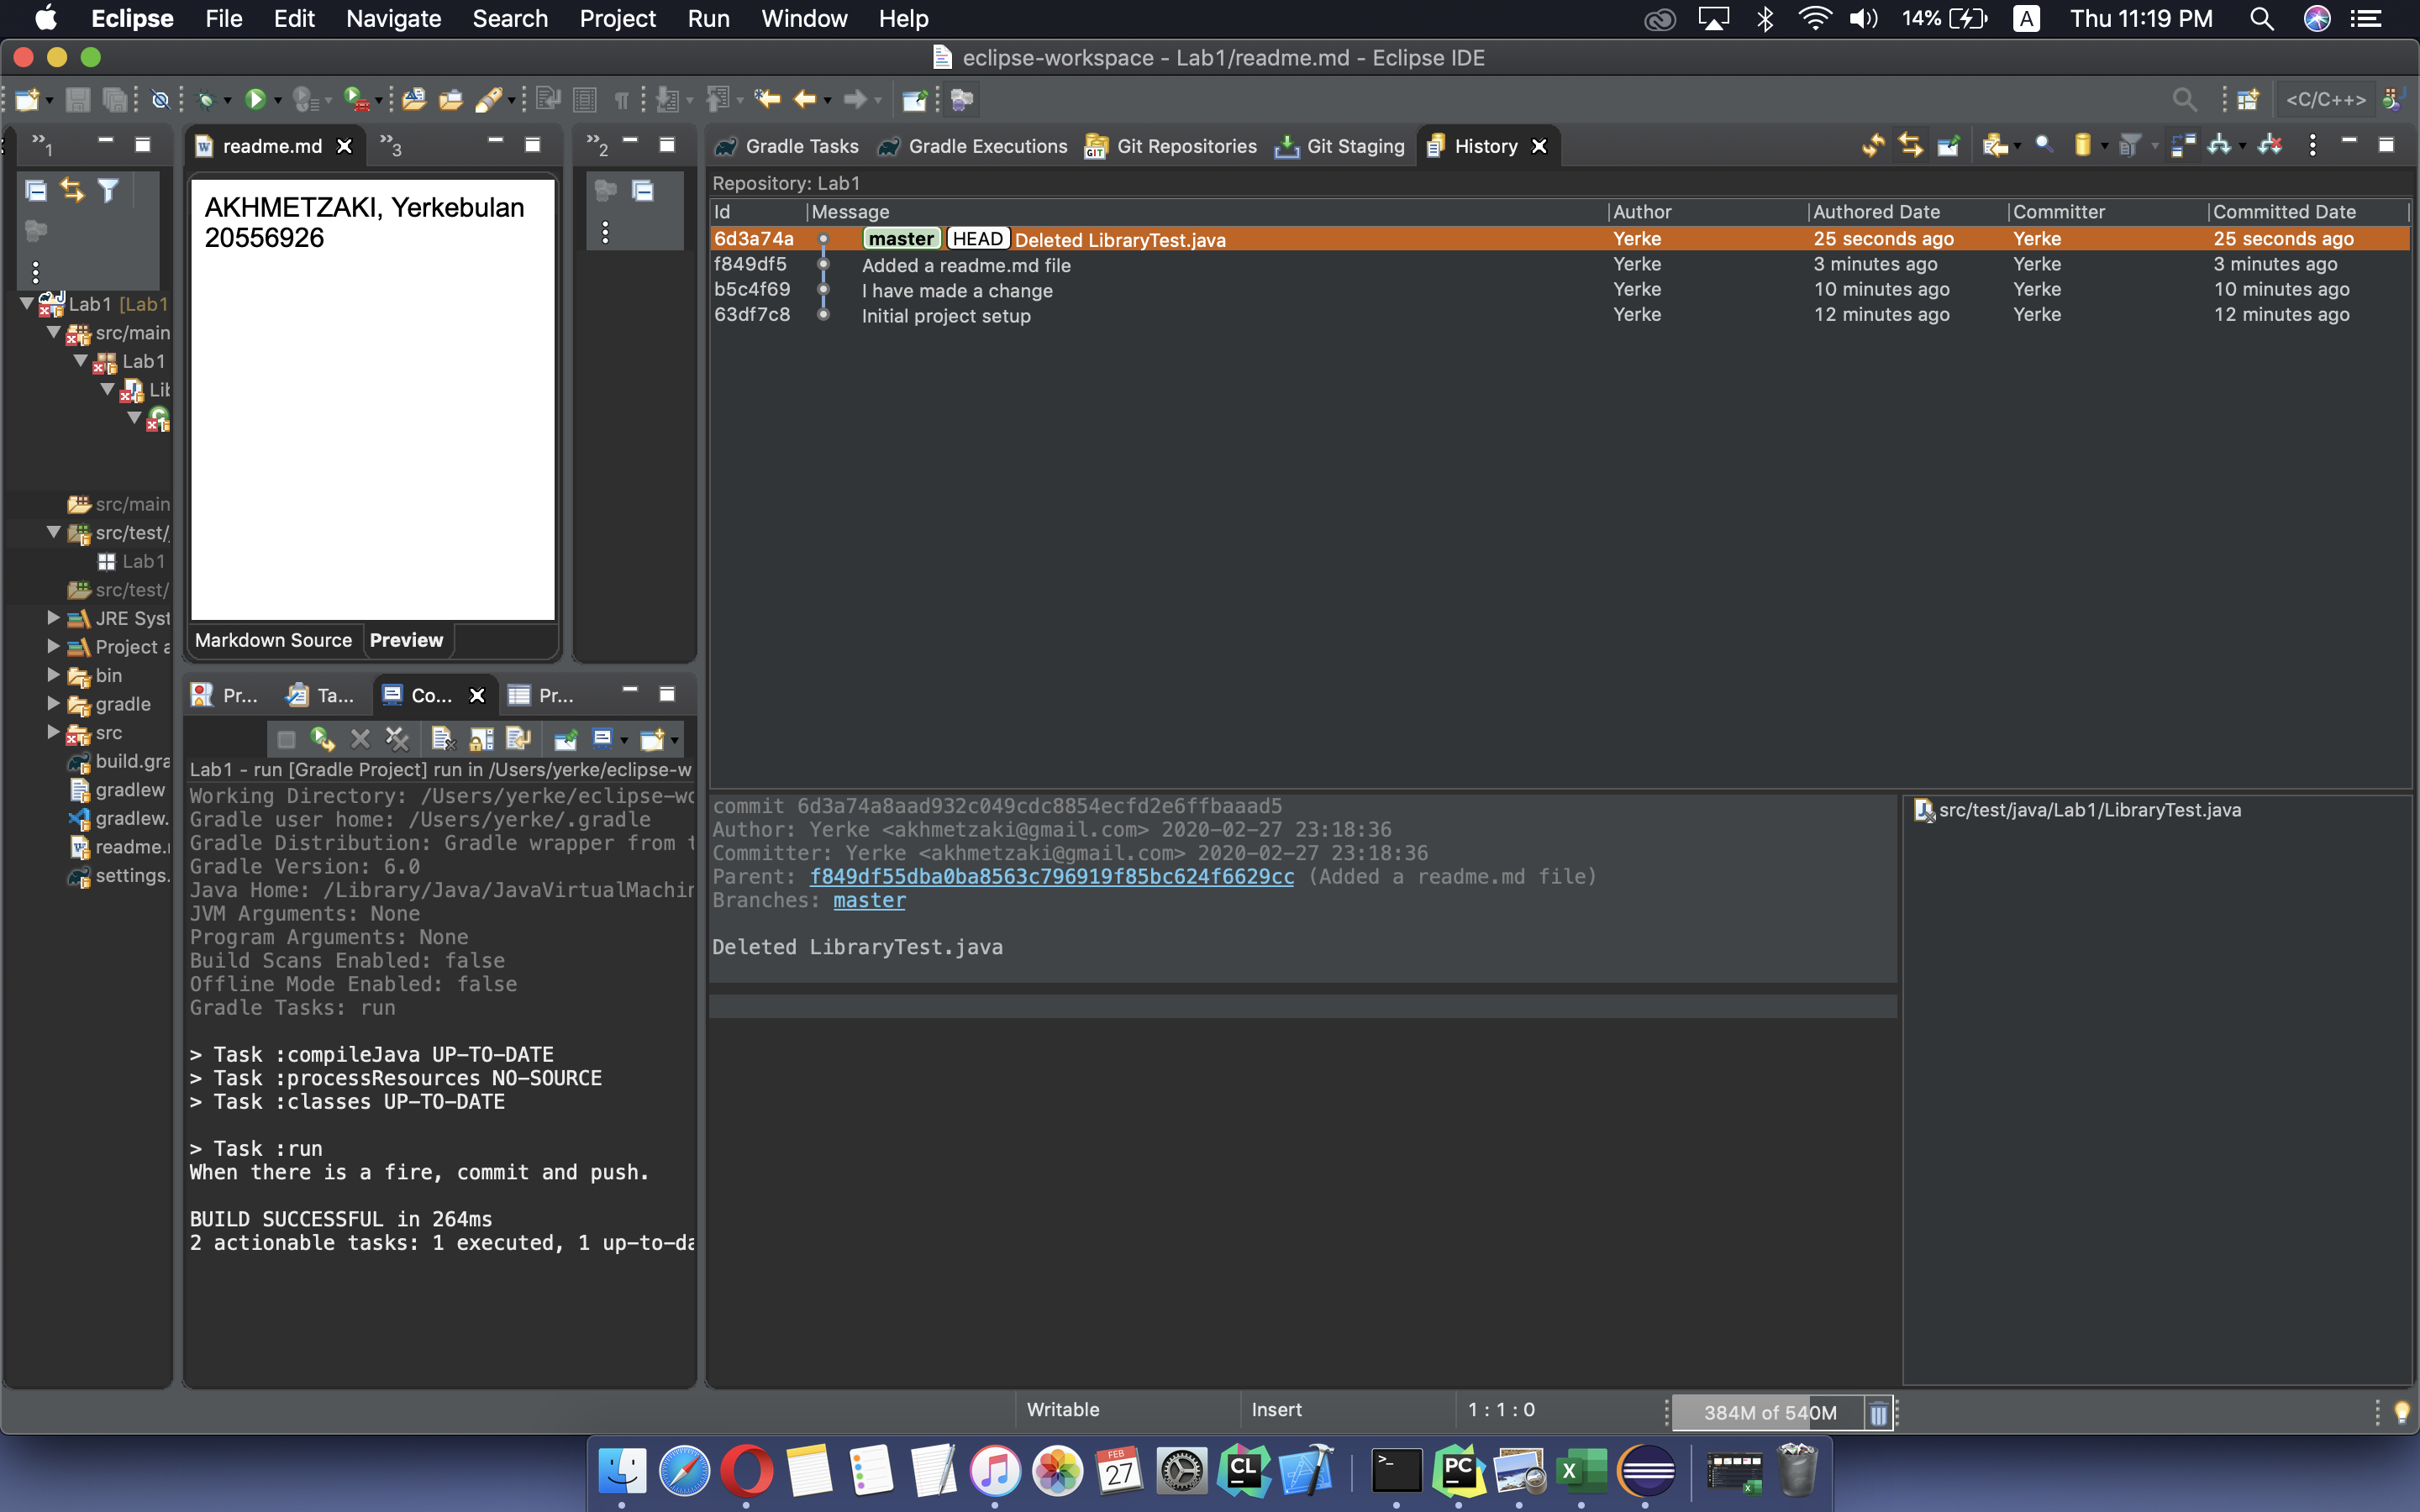 Eclipse File Edit Navigate Search Project Run Window Help 14% A Thu 11:19 PM
eclipse-workspace - Lab1/readme.md - Eclipse IDE
<C/C++>
»1
readme.md
»3
»2
Gradle Tasks Gradle Executions Git Repositories Git Staging History
AKHMETZAKI, Yerkebulan
20556926
Markdown Source Preview
Lab1 [Lab1
src/main
Lab1
Lib
src/main
src/test/
Lab1
src/test/
JRE Syst
Project a
bin
gradle
src
build.gra
gradlew
gradlew.
readme.
settings.
Repository: Lab1
Id Message Author Authored Date Committer Committed Date
6d3a74a master HEAD Deleted LibraryTest.java Yerke 25 seconds ago Yerke 25 seconds ago
f849df5 Added a readme.md file Yerke 3 minutes ago Yerke 3 minutes ago
b5c4f69 I have made a change Yerke 10 minutes ago Yerke 10 minutes ago
63df7c8 Initial project setup Yerke 12 minutes ago Yerke 12 minutes ago
Pr... Ta... Co... Pr...
Lab1 - run [Gradle Project] run in /Users/yerke/eclipse-w
Working Directory: /Users/yerke/eclipse-wo
Gradle user home: /Users/yerke/.gradle
Gradle Distribution: Gradle wrapper from t
Gradle Version: 6.0
Java Home: /Library/Java/JavaVirtualMachin
JVM Arguments: None
Program Arguments: None
Build Scans Enabled: false
Offline Mode Enabled: false
Gradle Tasks: run
> Task :compileJava UP-TO-DATE
> Task :processResources NO-SOURCE
> Task :classes UP-TO-DATE
> Task :run
When there is a fire, commit and push.
BUILD SUCCESSFUL in 264ms
2 actionable tasks: 1 executed, 1 up-to-da
commit 6d3a74a8aad932c049cdc8854ecfd2e6ffbaaad5
Author: Yerke <akhmetzaki@gmail.com> 2020-02-27 23:18:36
Committer: Yerke <akhmetzaki@gmail.com> 2020-02-27 23:18:36
Parent: f849df55dba0ba8563c796919f85bc624f6629cc (Added a readme.md file)
Branches: master
Deleted LibraryTest.java
src/test/java/Lab1/LibraryTest.java
Writable Insert 1 : 1 : 0 384M of 540M
FEB
27
CL
PC
X